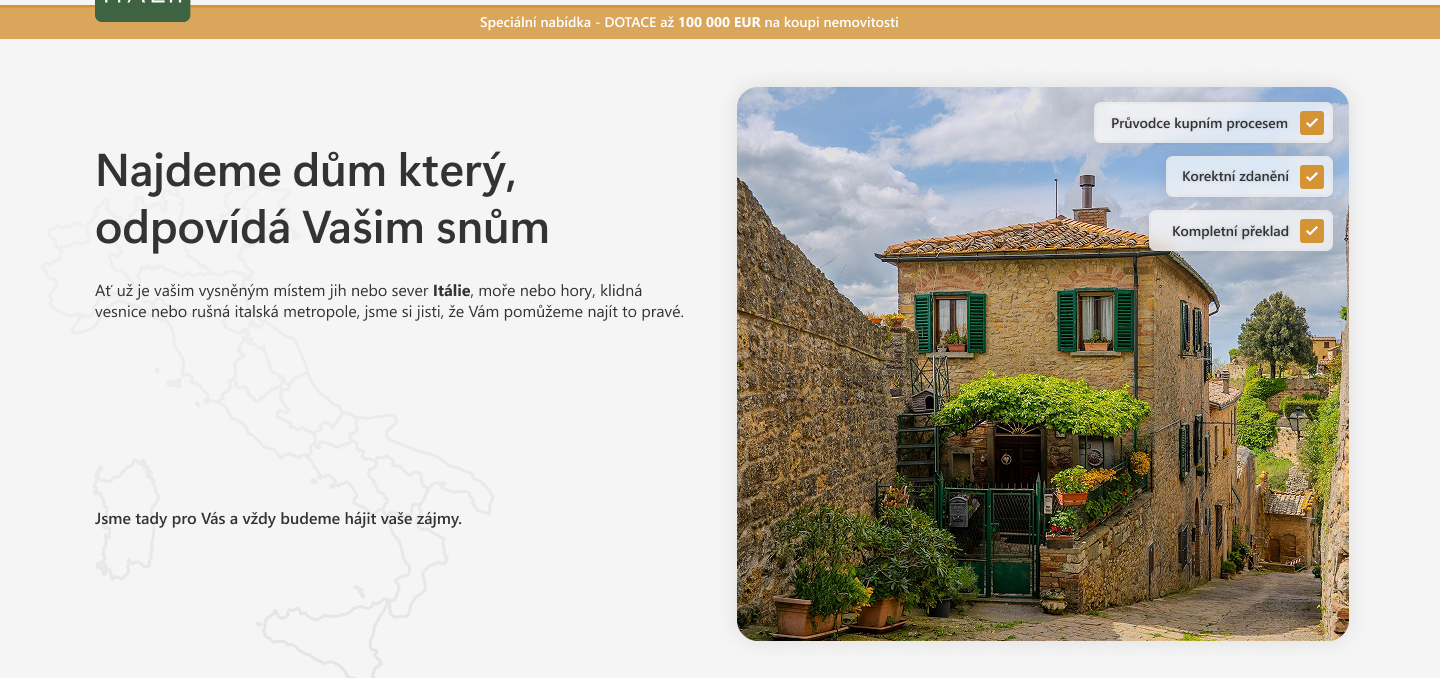 Speciální nabídka - DOTACE až 100 000 EUR na koupi nemovitosti
Průvodce kupním procesem
Korektní zdanění
Kompletní překlad
Najdeme dům který,
odpovídá Vašim snům
Ať už je vašim vysněným místem jih nebo sever Itálie, moře nebo hory, klidná
vesnice nebo rušná italská metropole, jsme si jisti, že Vám pomůžeme najít to pravé.
Jsme tady pro Vás a vždy budeme hájit vaše zájmy.